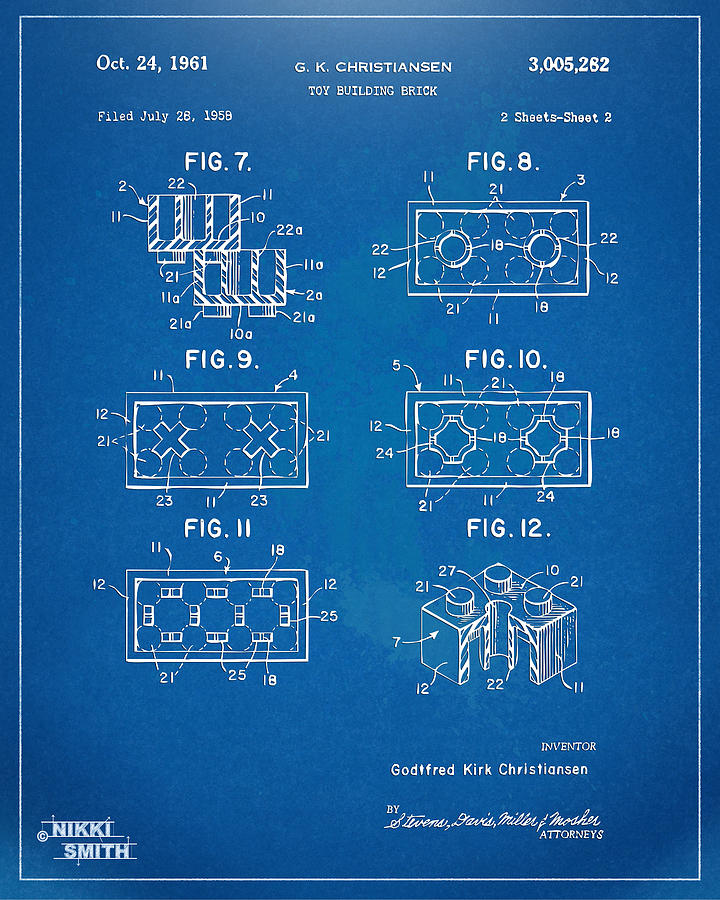 Oct. 24, 1961 G. K. CHRISTIANSEN 3,005,282
TOY BUILDING BRICK
Filed July 28, 1958 2 Sheets-Sheet 2
FIG. 7. FIG. 8.
2 22 11 11 10 22a 21 11a 11a 2a 21a 10a 21a
11 21 3 22 18 22 12 12 21 11 18
FIG. 9. FIG. 10.
11 4 12 21 21 23 11 23
5 11 21 18 12 18 18 24 21 11 24
FIG. 11 FIG. 12.
11 6 18 12 12 25 21 25 18
27 10 21 21 7 12 22 11
INVENTOR
Godtfred Kirk Christiansen
BY
Stevens, Davis, Miller & Mosher
ATTORNEYS
© NIKKI
SMITH